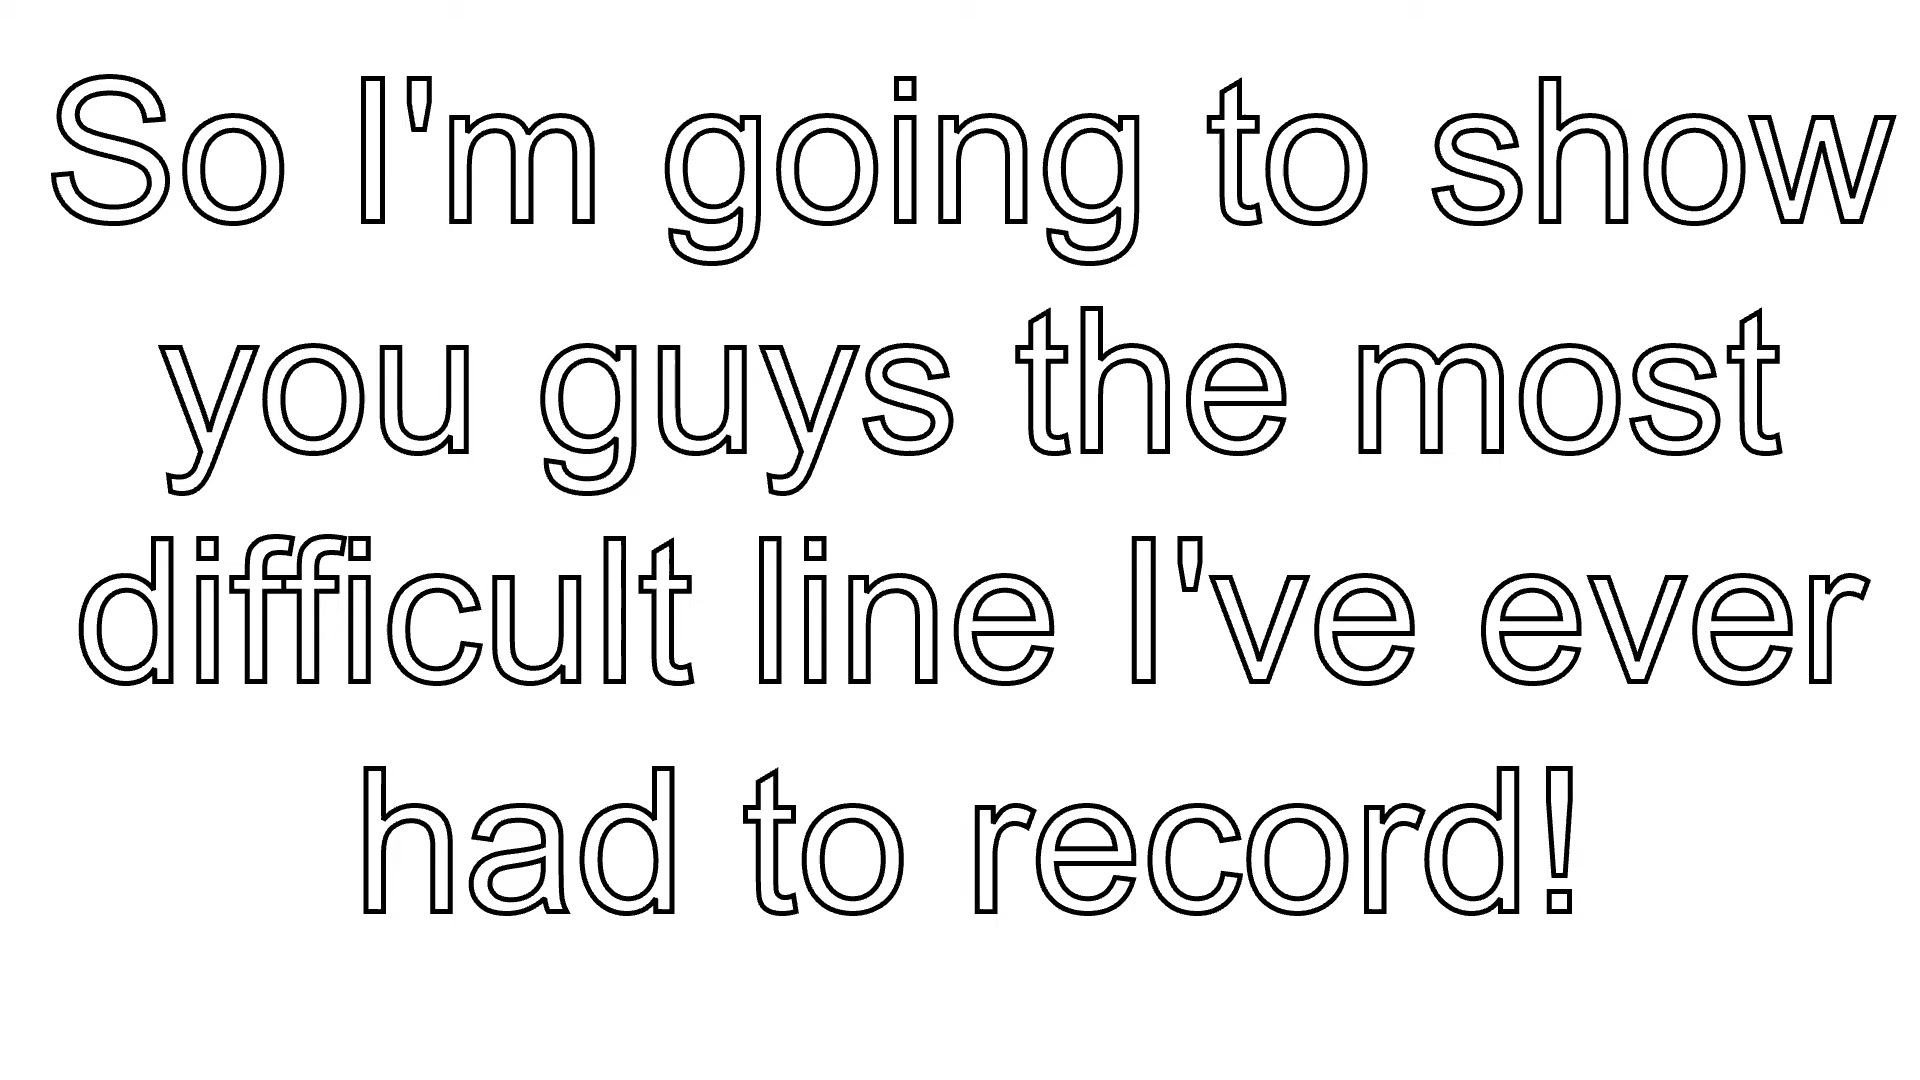 So I'm going to show
you guys the most
difficult line I've ever
had to record!